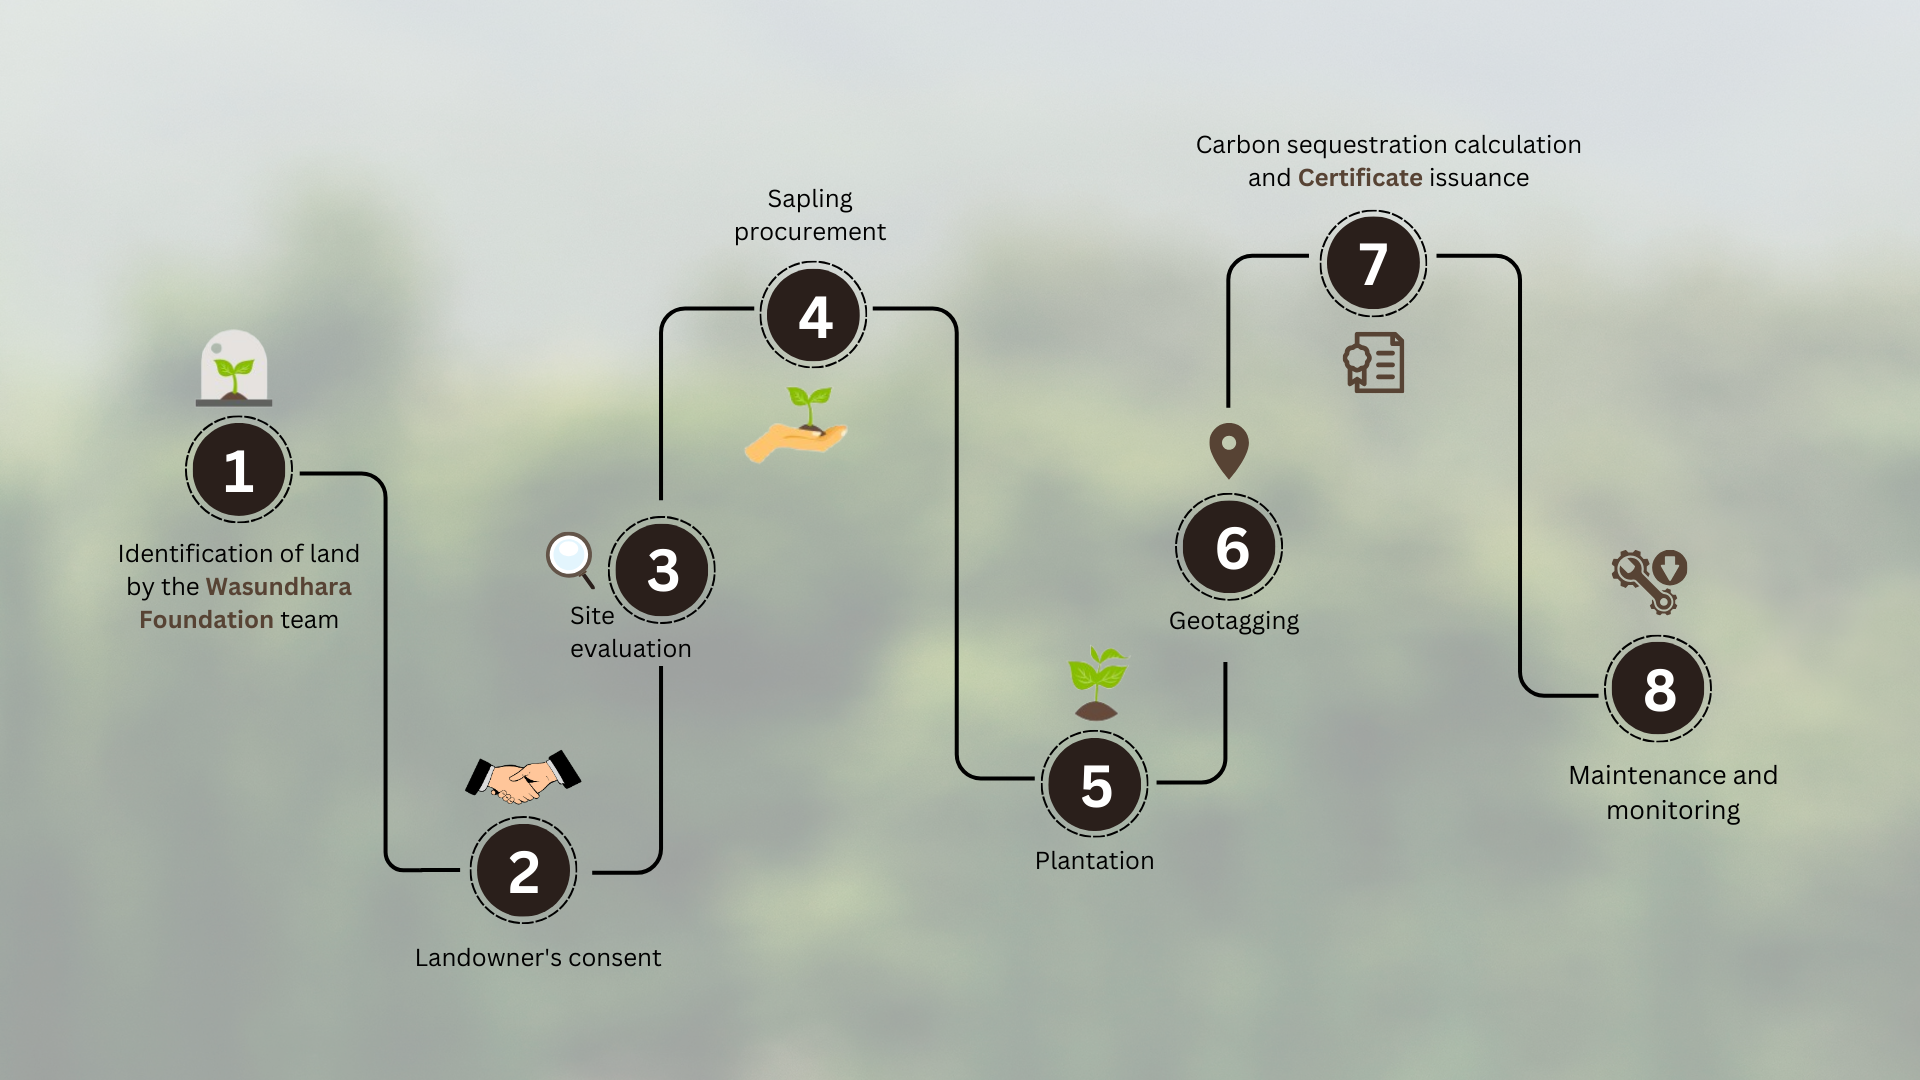 1
Identification of land
by the Wasundhara
Foundation team
2
Landowner's consent
3
Site
evaluation
Sapling
procurement
4
5
Plantation
6
Geotagging
Carbon sequestration calculation
and Certificate issuance
7
8
Maintenance and
monitoring